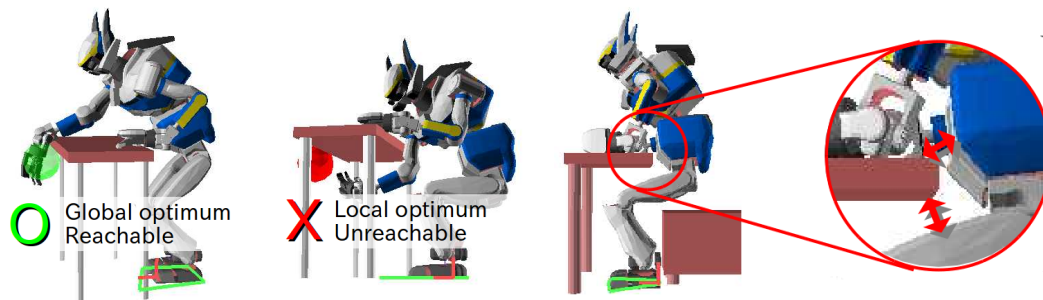 O Global optimum
Reachable
X Local optimum
Unreachable